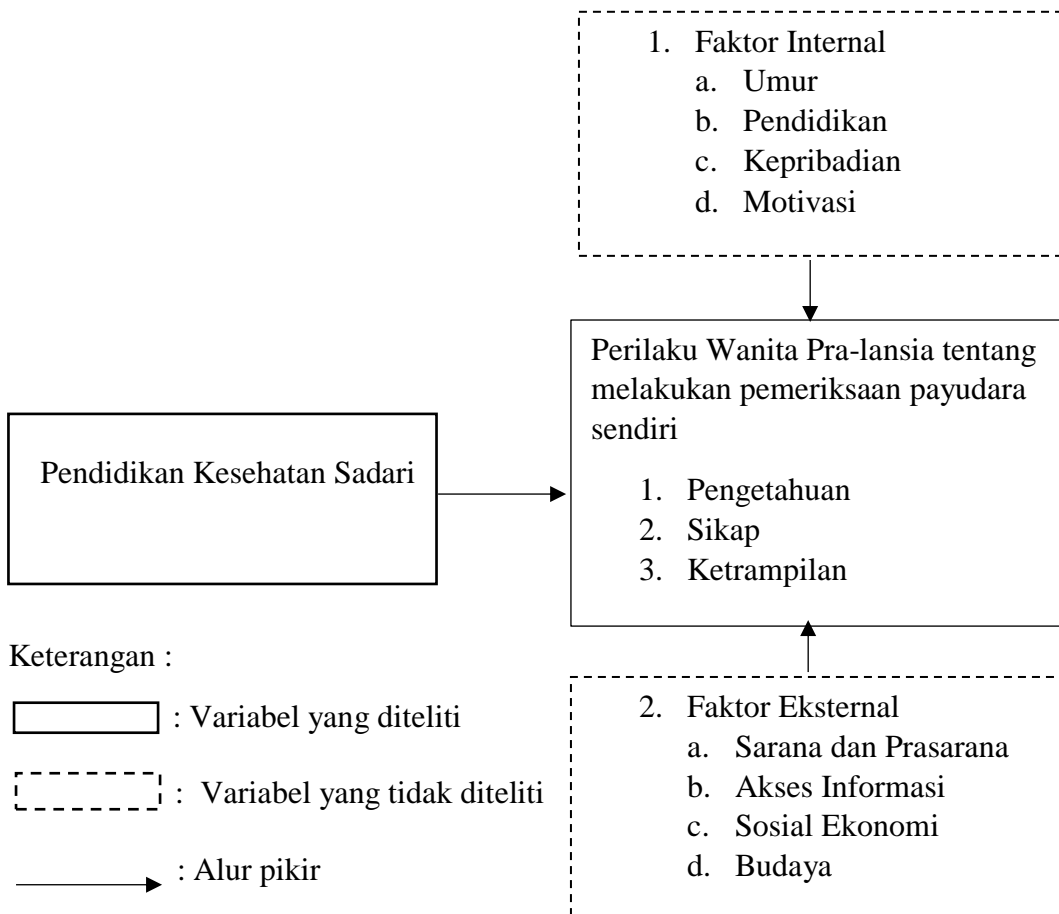 1. Faktor Internal
a. Umur
b. Pendidikan
c. Kepribadian
d. Motivasi
Perilaku Wanita Pra-lansia tentang
melakukan pemeriksaan payudara
sendiri
1. Pengetahuan
2. Sikap
3. Ketrampilan
Pendidikan Kesehatan Sadari
2. Faktor Eksternal
a. Sarana dan Prasarana
b. Akses Informasi
c. Sosial Ekonomi
d. Budaya
Keterangan :
: Variabel yang diteliti
: Variabel yang tidak diteliti
: Alur pikir